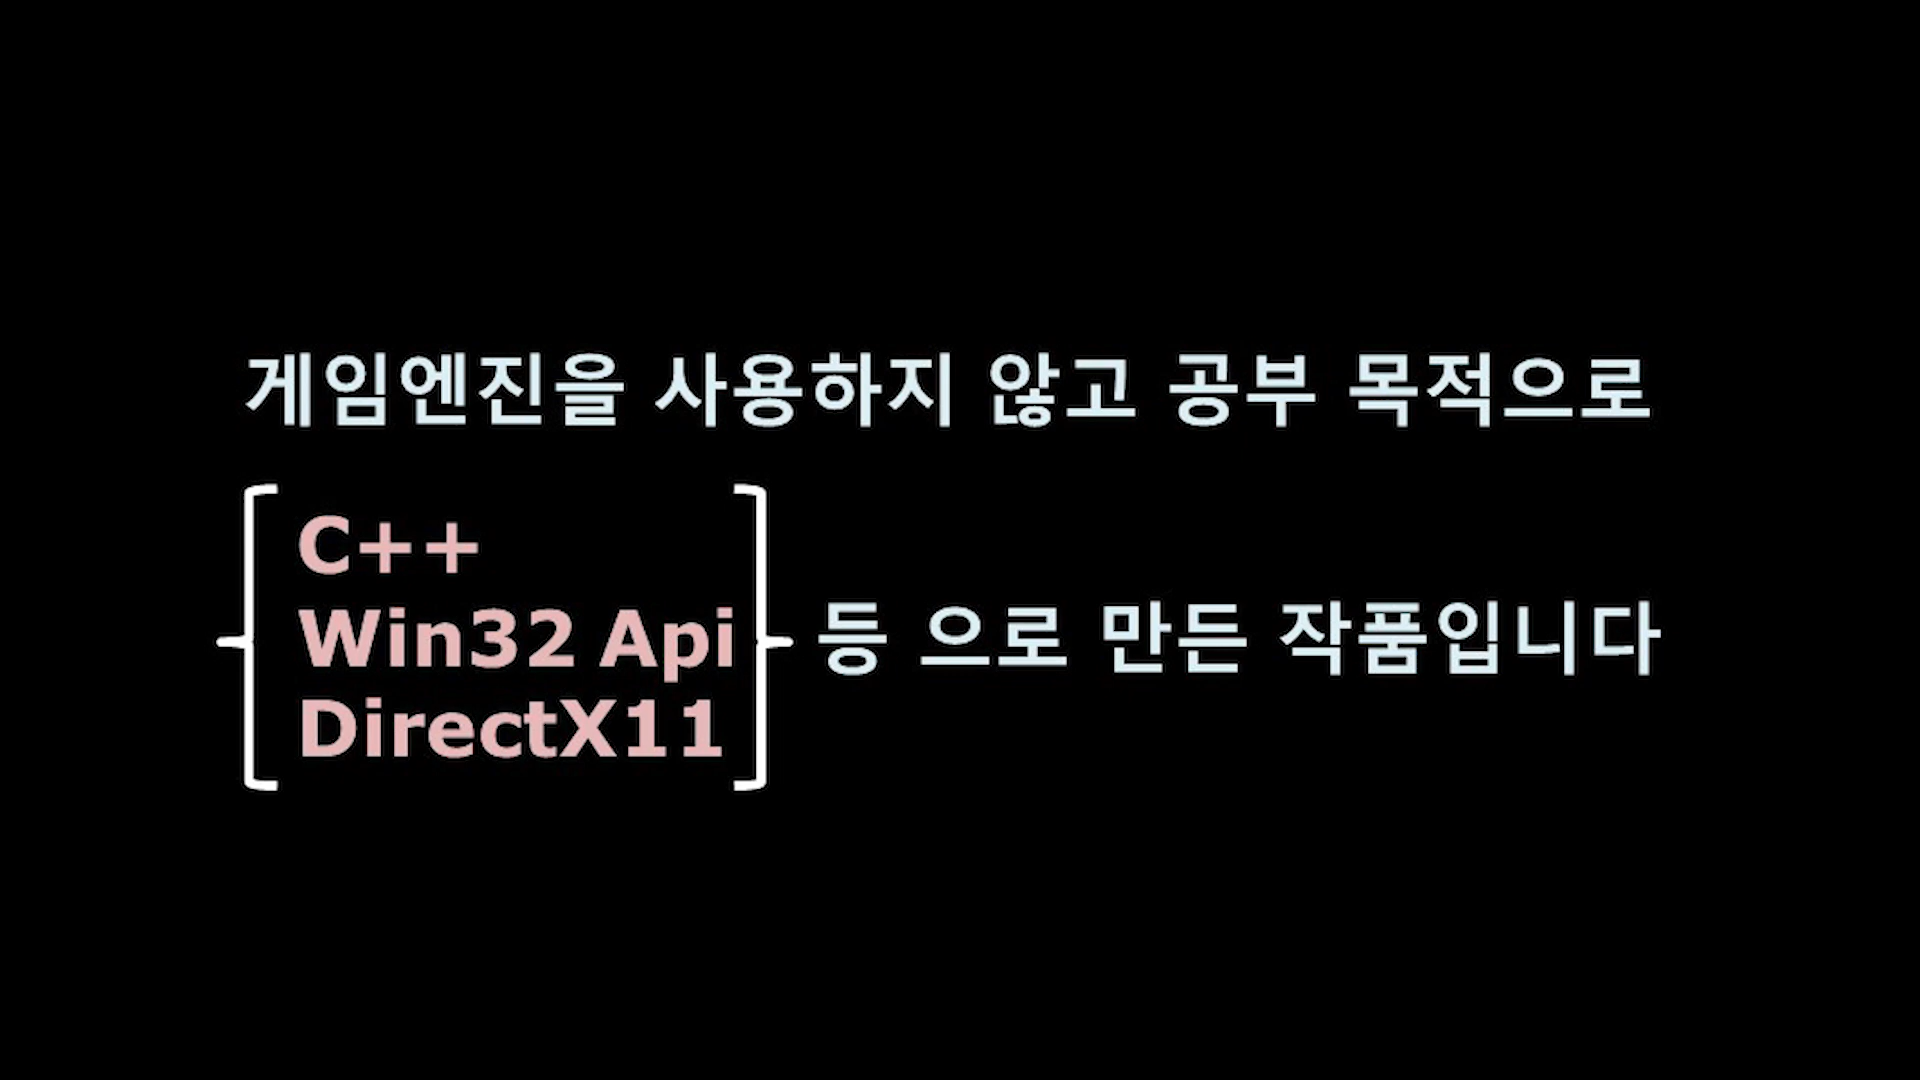 게임엔진을 사용하지 않고 공부 목적으로
C++
Win32 Api
DirectX11
등 으로 만든 작품입니다